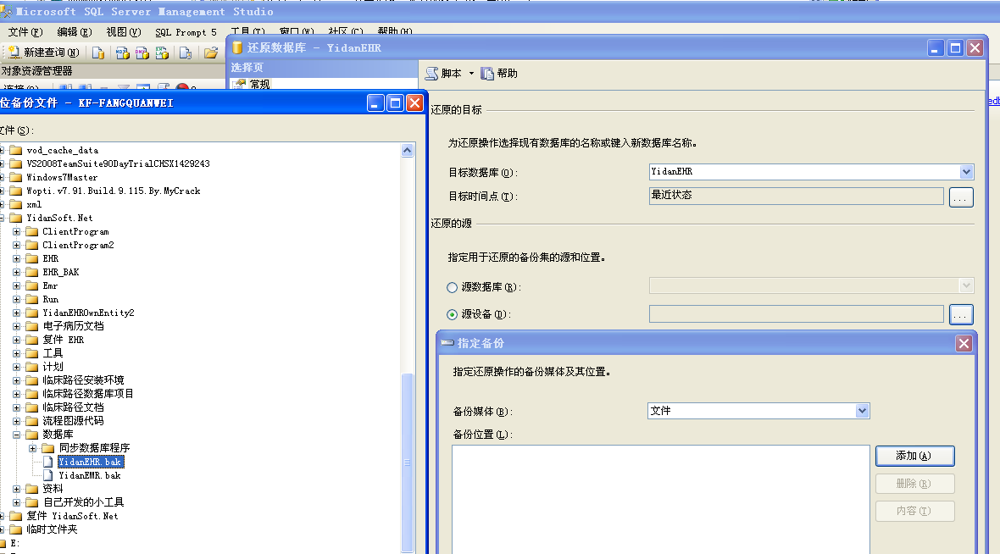 Microsoft SQL Server Management Studio
文件(F) 编辑(E) 视图(V) SQL Prompt 5 工具(T) 窗口(W) 社区(C) 帮助(H)
新建查询(N)
对象资源管理器
还原数据库 - YidanEHR
选择页
常规
脚本 帮助
还原的目标
为还原操作选择现有数据库的名称或键入新数据库名称。
目标数据库(O): YidanEHR
目标时间点(T): 最近状态
...
还原的源
指定用于还原的备份集的源和位置。
源数据库(R):
源设备(D):
...
位备份文件 - KF-FANGQUANWEI
文件(S):
vod_cache_data
VS2008TeamSuite90DayTrialCHSX1429243
Windows7Master
Wopti.v7.91.Build.9.115.By.MyCrack
xml
YidanSoft.Net
ClientProgram
ClientProgram2
EHR
EHR_BAK
Emr
Run
YidanEHROwnEntity2
电子病历文档
复件 EHR
工具
计划
临床路径安装环境
临床路径数据库项目
临床路径文档
流程图源代码
数据库
同步数据库程序
YidanEHR.bak
YidanEMR.bak
资料
自己开发的小工具
复件 YidanSoft.Net
临时文件夹
E:
指定备份
指定还原操作的备份媒体及其位置。
备份媒体(B): 文件
备份位置(L):
添加(A)
删除(R)
内容(T)